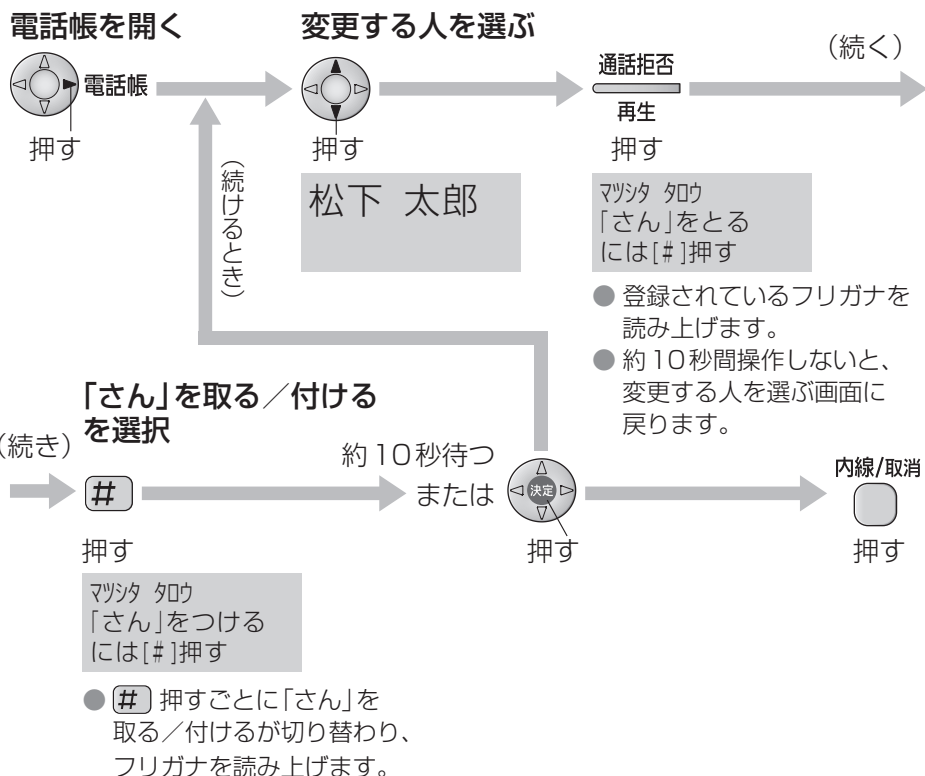 電話帳を開く
電話帳
押す
変更する人を選ぶ
押す
松下 太郎
通話拒否
再生
押す
(続く)
ﾏﾂｼﾀ ﾀﾛｳ
「さん」をとる
には[#]押す
● 登録されているフリガナを
読み上げます。
● 約10秒間操作しないと、
変更する人を選ぶ画面に
戻ります。
(続けるとき)
(続き)
「さん」を取る/付ける
を選択
#
押す
ﾏﾂｼﾀ ﾀﾛｳ
「さん」をつける
には[#]押す
● # 押すごとに「さん」を
取る/付けるが切り替わり、
フリガナを読み上げます。
約10秒待つ
または
決定
押す
内線/取消
押す